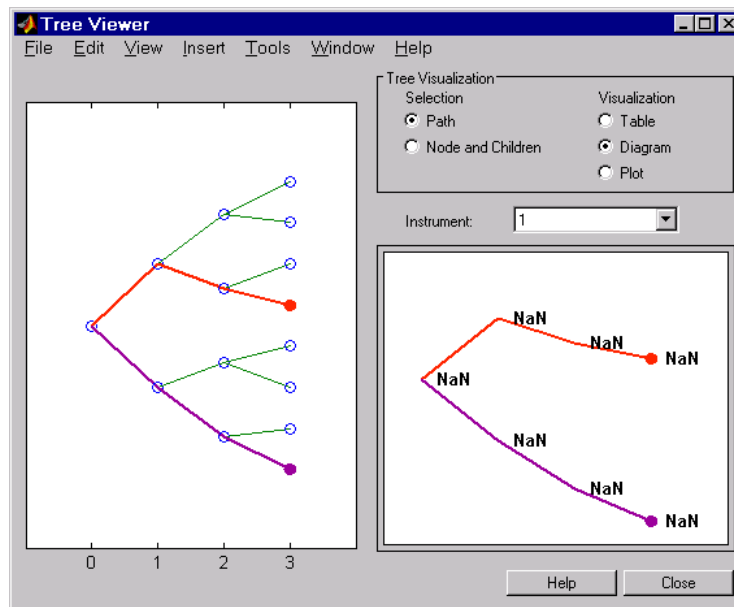 Tree Viewer
File Edit View Insert Tools Window Help
Tree Visualization
Selection Visualization
Path Table
Node and Children Diagram
Plot
Instrument: 1
NaN
NaN
NaN
NaN
NaN
NaN
NaN
0 1 2 3
Help Close